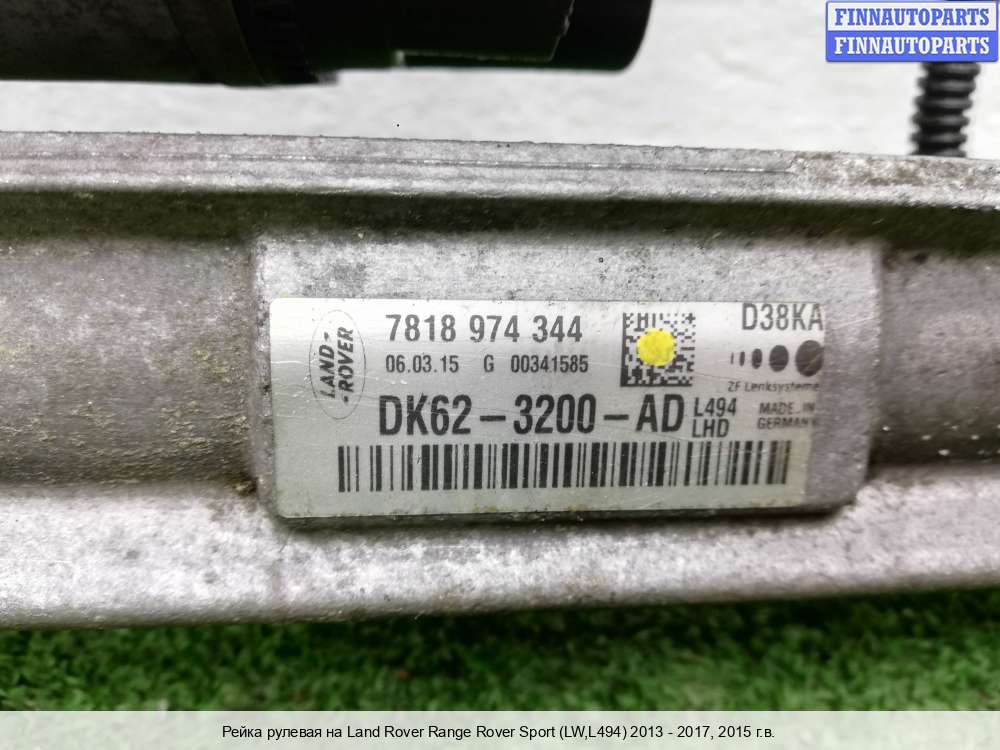 FINNAUTOPARTS
FINNAUTOPARTS
LAND-
-ROVER
7818 974 344
06.03.15 G 00341585
D38KA
ZF Lenksysteme
DK62-3200-AD
L494
LHD
MADE IN
GERMANY
Рейка рулевая на Land Rover Range Rover Sport (LW,L494) 2013 - 2017, 2015 г.в.